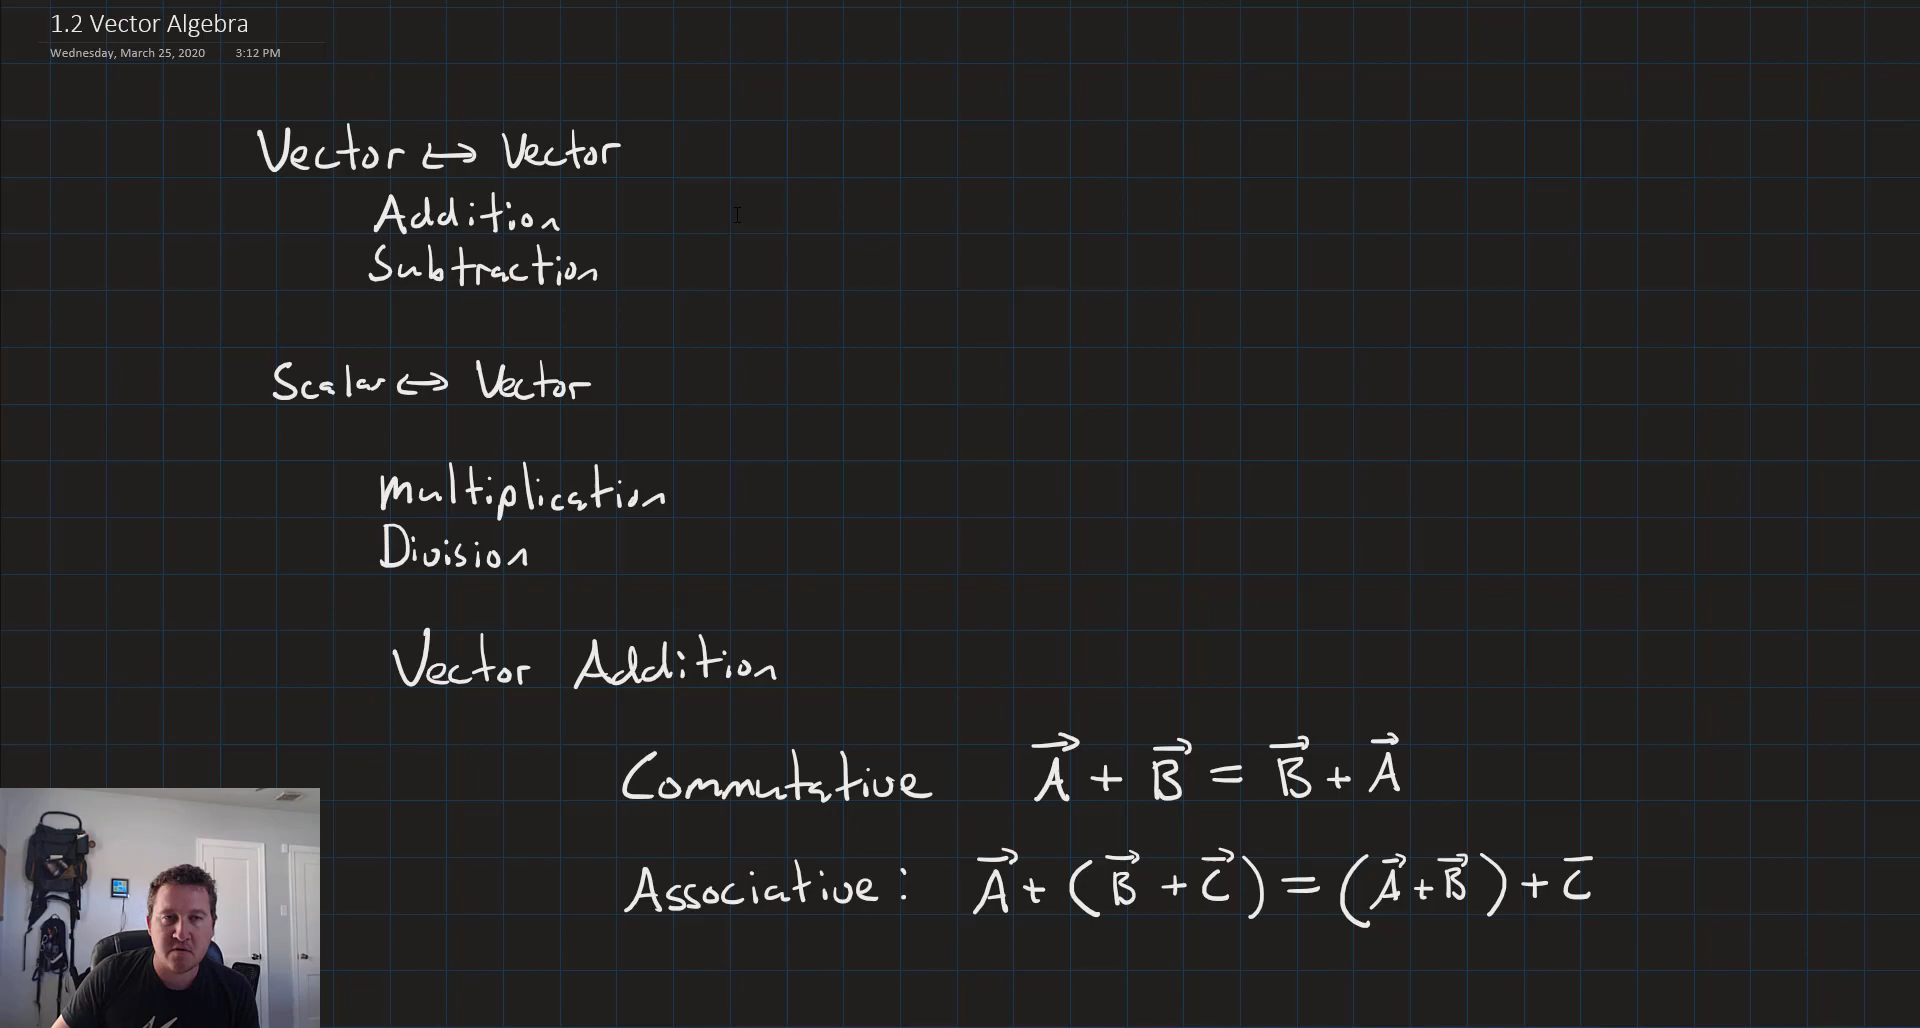 1.2 Vector Algebra
Wednesday, March 25, 2020 3:12 PM
Vector ↔ Vector
Addition
Subtraction
Scalar ↔ Vector
Multiplication
Division
Vector Addition
Commutative A⃗ + B⃗ = B⃗ + A⃗
Associative: A⃗ + (B⃗ + C⃗) = (A⃗ + B⃗) + C̅